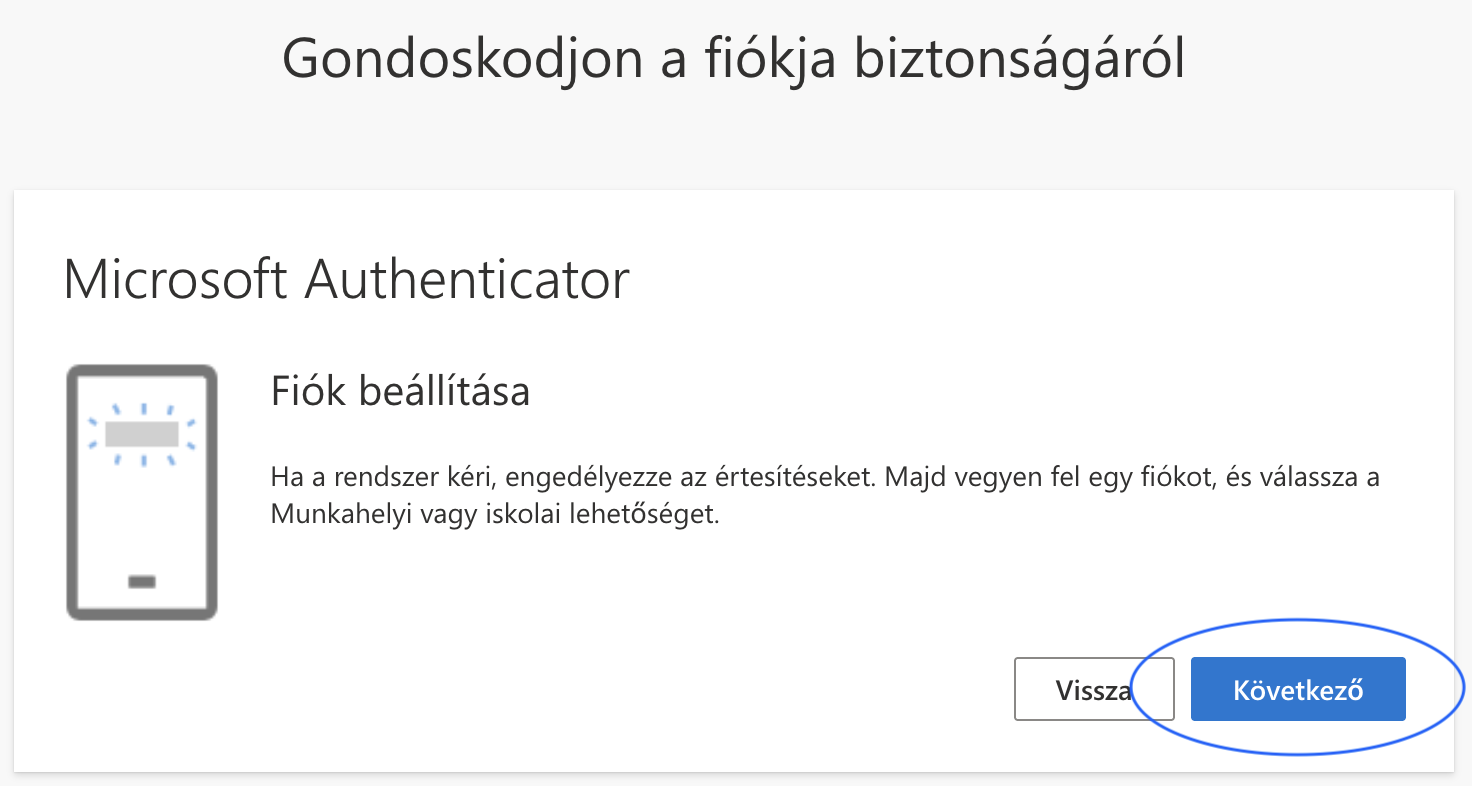 Gondoskodjon a fiókja biztonságáról
Microsoft Authenticator
Fiók beállítása
Ha a rendszer kéri, engedélyezze az értesítéseket. Majd vegyen fel egy fiókot, és válassza a
Munkahelyi vagy iskolai lehetőséget.
Vissza
Következő